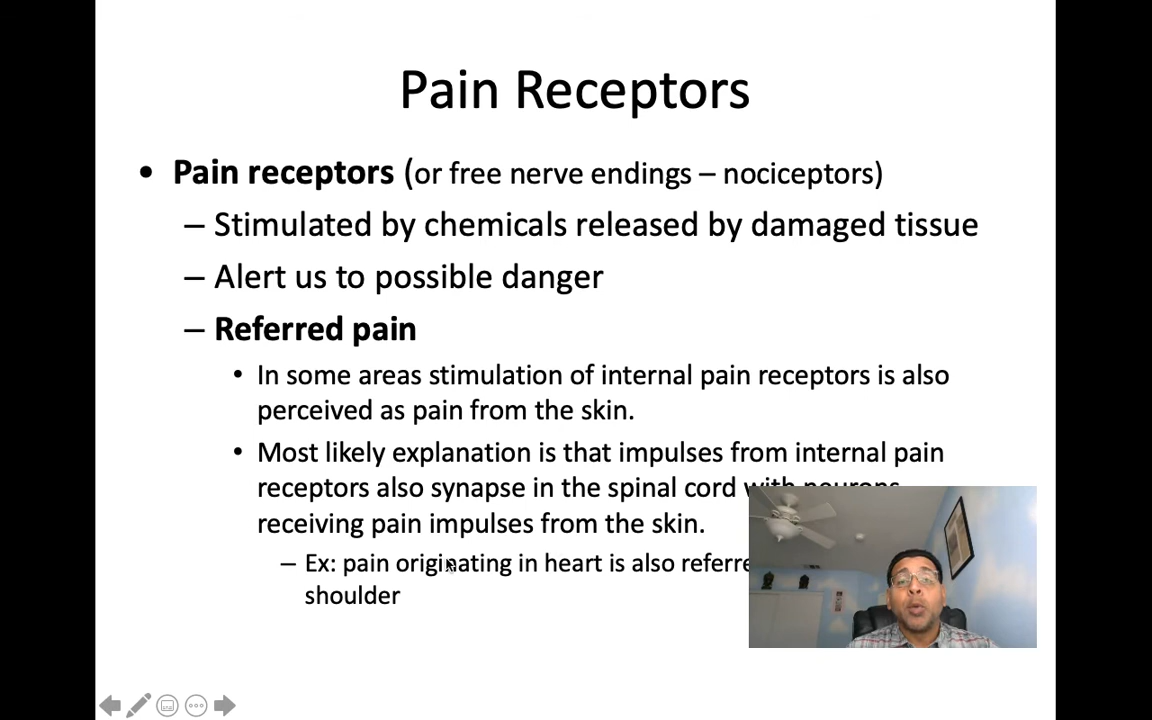 Pain Receptors
• Pain receptors (or free nerve endings – nociceptors)
– Stimulated by chemicals released by damaged tissue
– Alert us to possible danger
– Referred pain
• In some areas stimulation of internal pain receptors is also
perceived as pain from the skin.
• Most likely explanation is that impulses from internal pain
receptors also synapse in the spinal cord with neurons
receiving pain impulses from the skin.
– Ex: pain originating in heart is also
shoulder